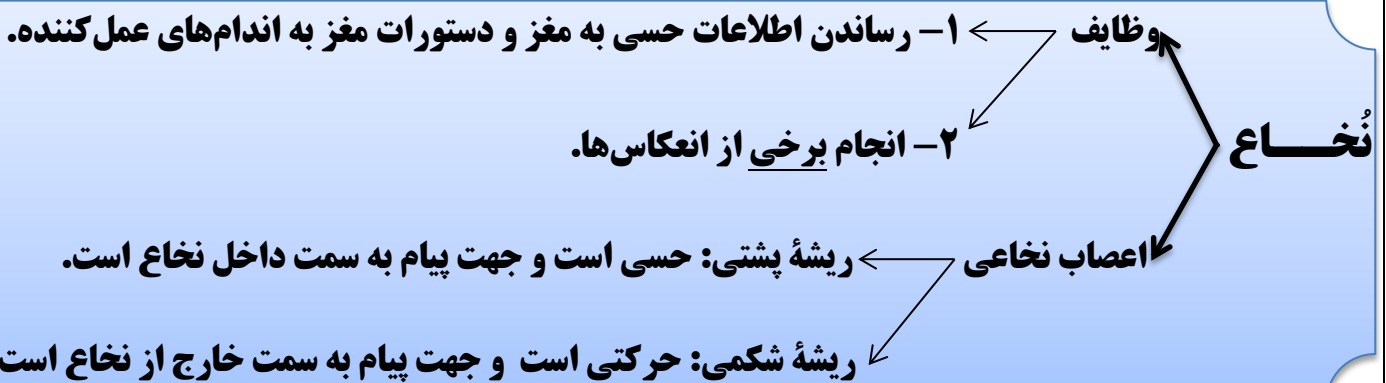 وظایف ۱– رساندن اطلاعات حسی به مغز و دستورات مغز به اندام‌های عمل‌کننده.
نُخـــــاع
۲– انجام برخی از انعکاس‌ها.
اعصاب نخاعی ریشهٔ پشتی: حسی است و جهت پیام به سمت داخل نخاع است.
ریشهٔ شکمی: حرکتی است و جهت پیام به سمت خارج از نخاع است